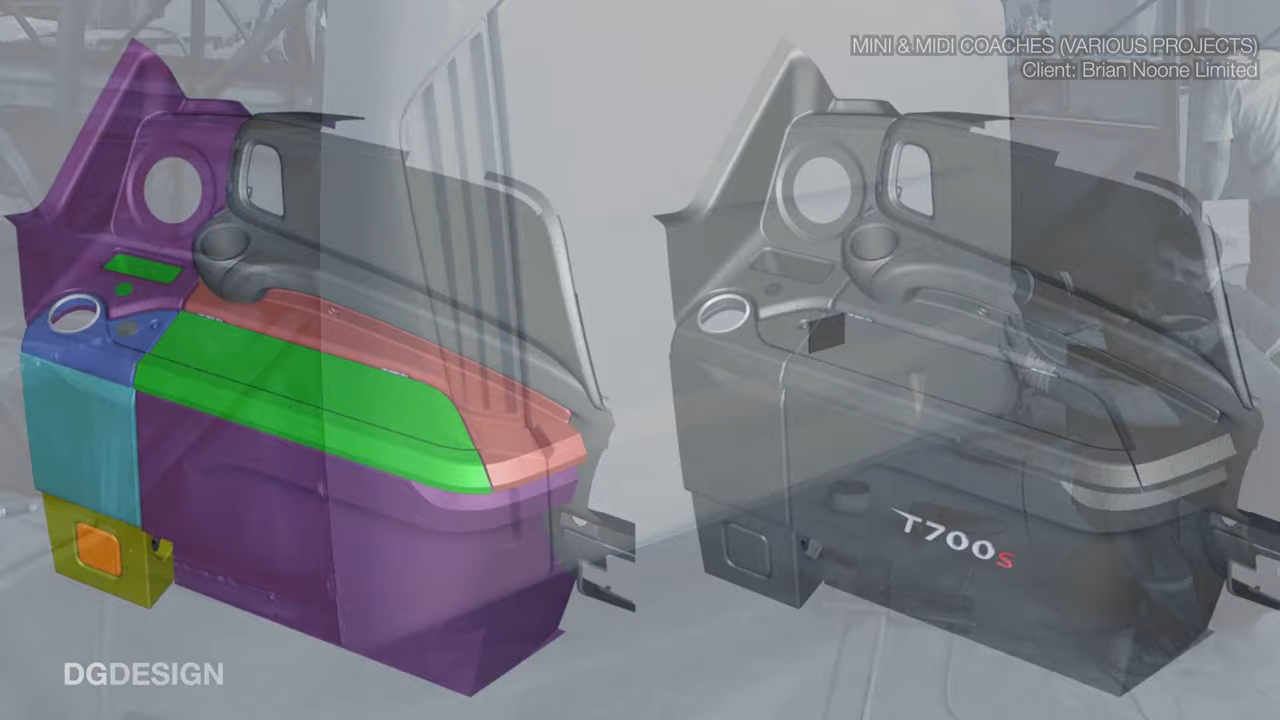 MINI & MIDI COACHES (VARIOUS PROJECTS)
Client: Brian Noone Limited
T700s
DGDESIGN